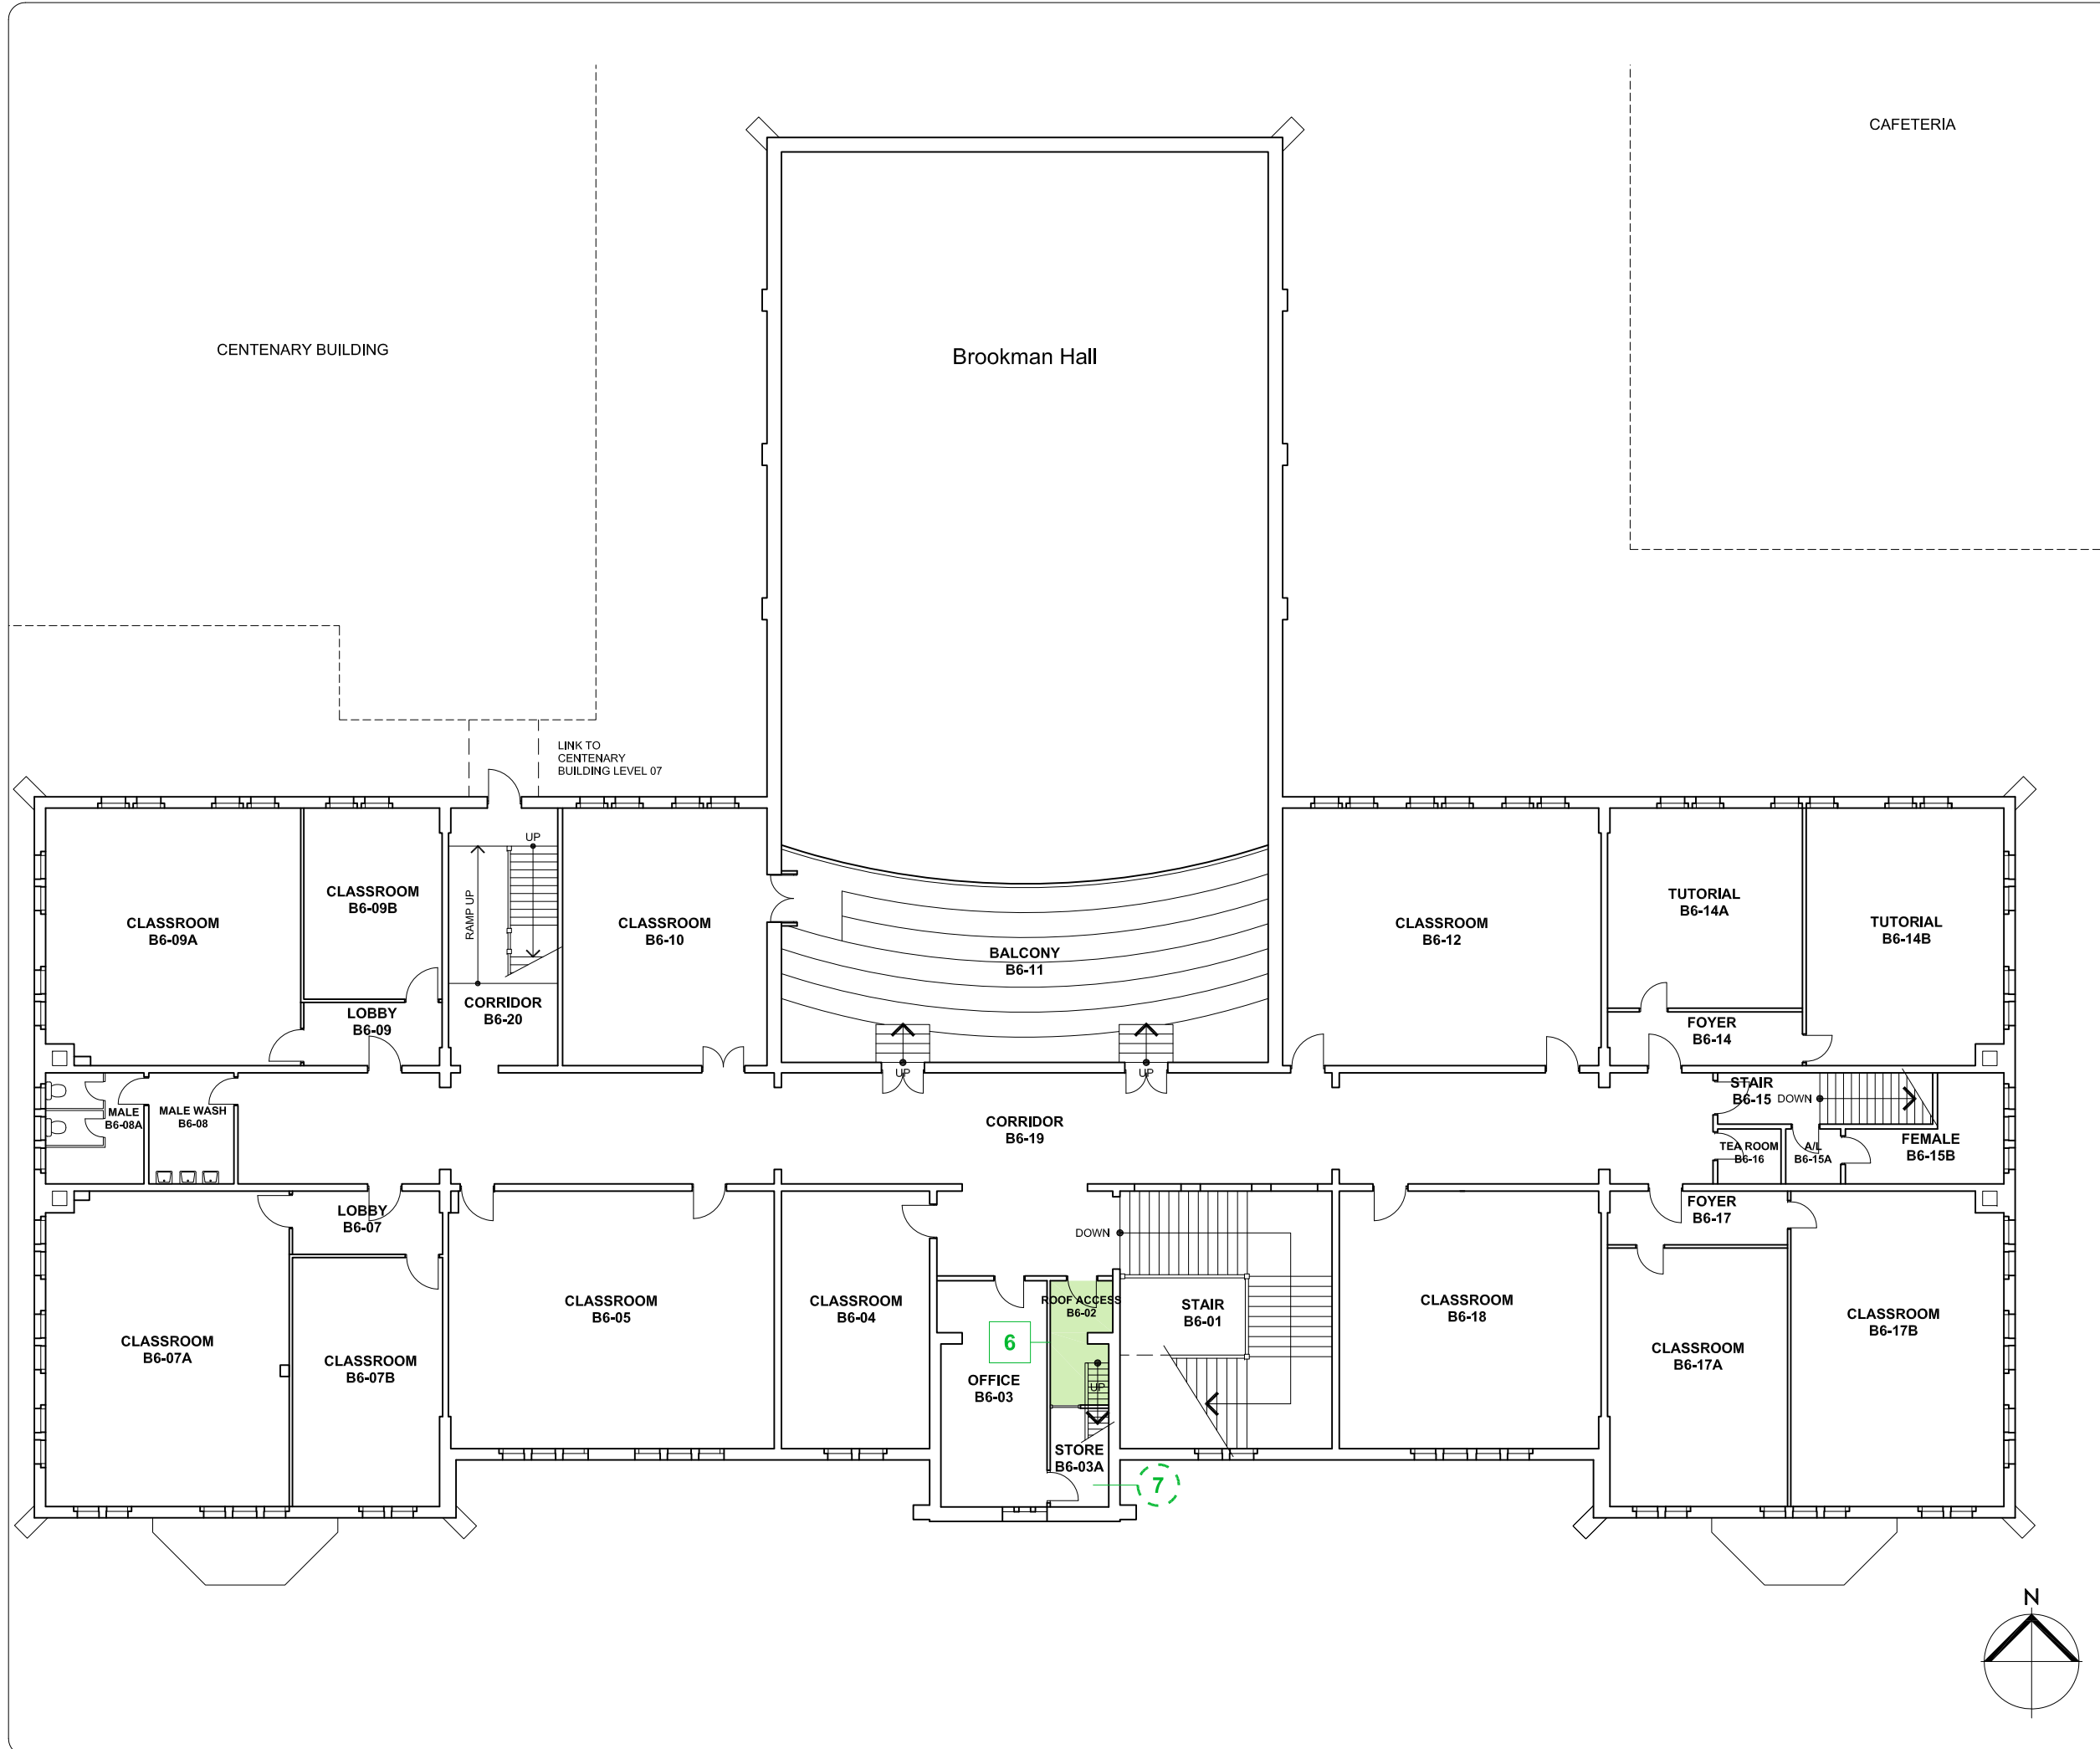 CAFETERIA
CENTENARY BUILDING
Brookman Hall
LINK TO
CENTENARY
BUILDING LEVEL 07
UP
RAMP UP
CLASSROOM
B6-09A
CLASSROOM
B6-09B
LOBBY
B6-09
CORRIDOR
B6-20
CLASSROOM
B6-10
BALCONY
B6-11
UP
UP
CLASSROOM
B6-12
TUTORIAL
B6-14A
TUTORIAL
B6-14B
FOYER
B6-14
MALE
B6-08A
MALE WASH
B6-08
CORRIDOR
B6-19
STAIR
B6-15
DOWN
TEA ROOM
B6-16
A/L
B6-15A
FEMALE
B6-15B
LOBBY
B6-07
CLASSROOM
B6-07A
CLASSROOM
B6-07B
CLASSROOM
B6-05
CLASSROOM
B6-04
DOWN
ROOF ACCESS
B6-02
6
OFFICE
B6-03
UP
STORE
B6-03A
7
STAIR
B6-01
CLASSROOM
B6-18
FOYER
B6-17
CLASSROOM
B6-17A
CLASSROOM
B6-17B
N